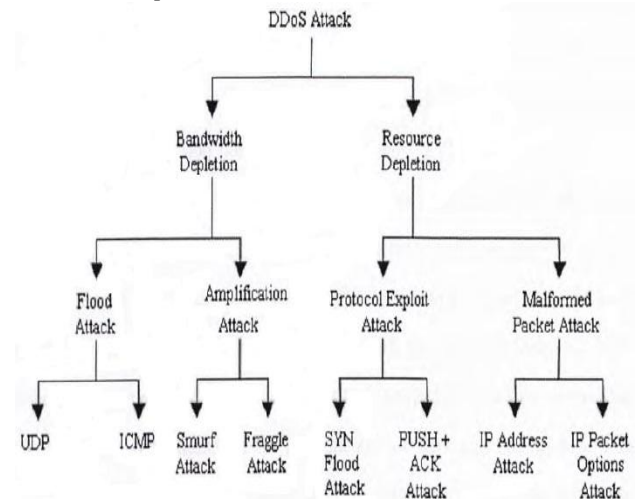 DDoS Attack
Bandwidth
Depletion
Resource
Depletion
Flood
Attack
Amplification
Attack
Protocol Exploit
Attack
Malformed
Packet Attack
UDP
ICMP
Smurf
Attack
Fraggle
Attack
SYN
Flood
Attack
PUSH +
ACK
Attack
IP Address
Attack
IP Packet
Options
Attack